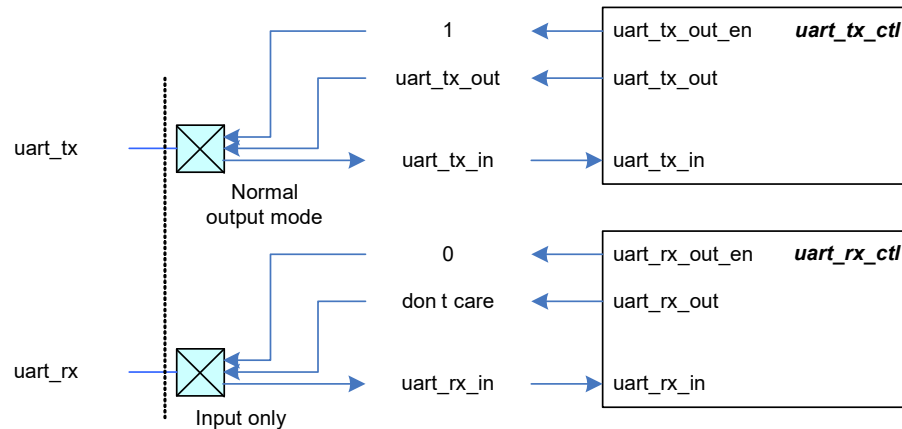 1
uart_tx_out_en
uart_tx_ctl
uart_tx_out
uart_tx_out
uart_tx
uart_tx_in
uart_tx_in
Normal
output mode
0
uart_rx_out_en
uart_rx_ctl
don t care
uart_rx_out
uart_rx
uart_rx_in
uart_rx_in
Input only